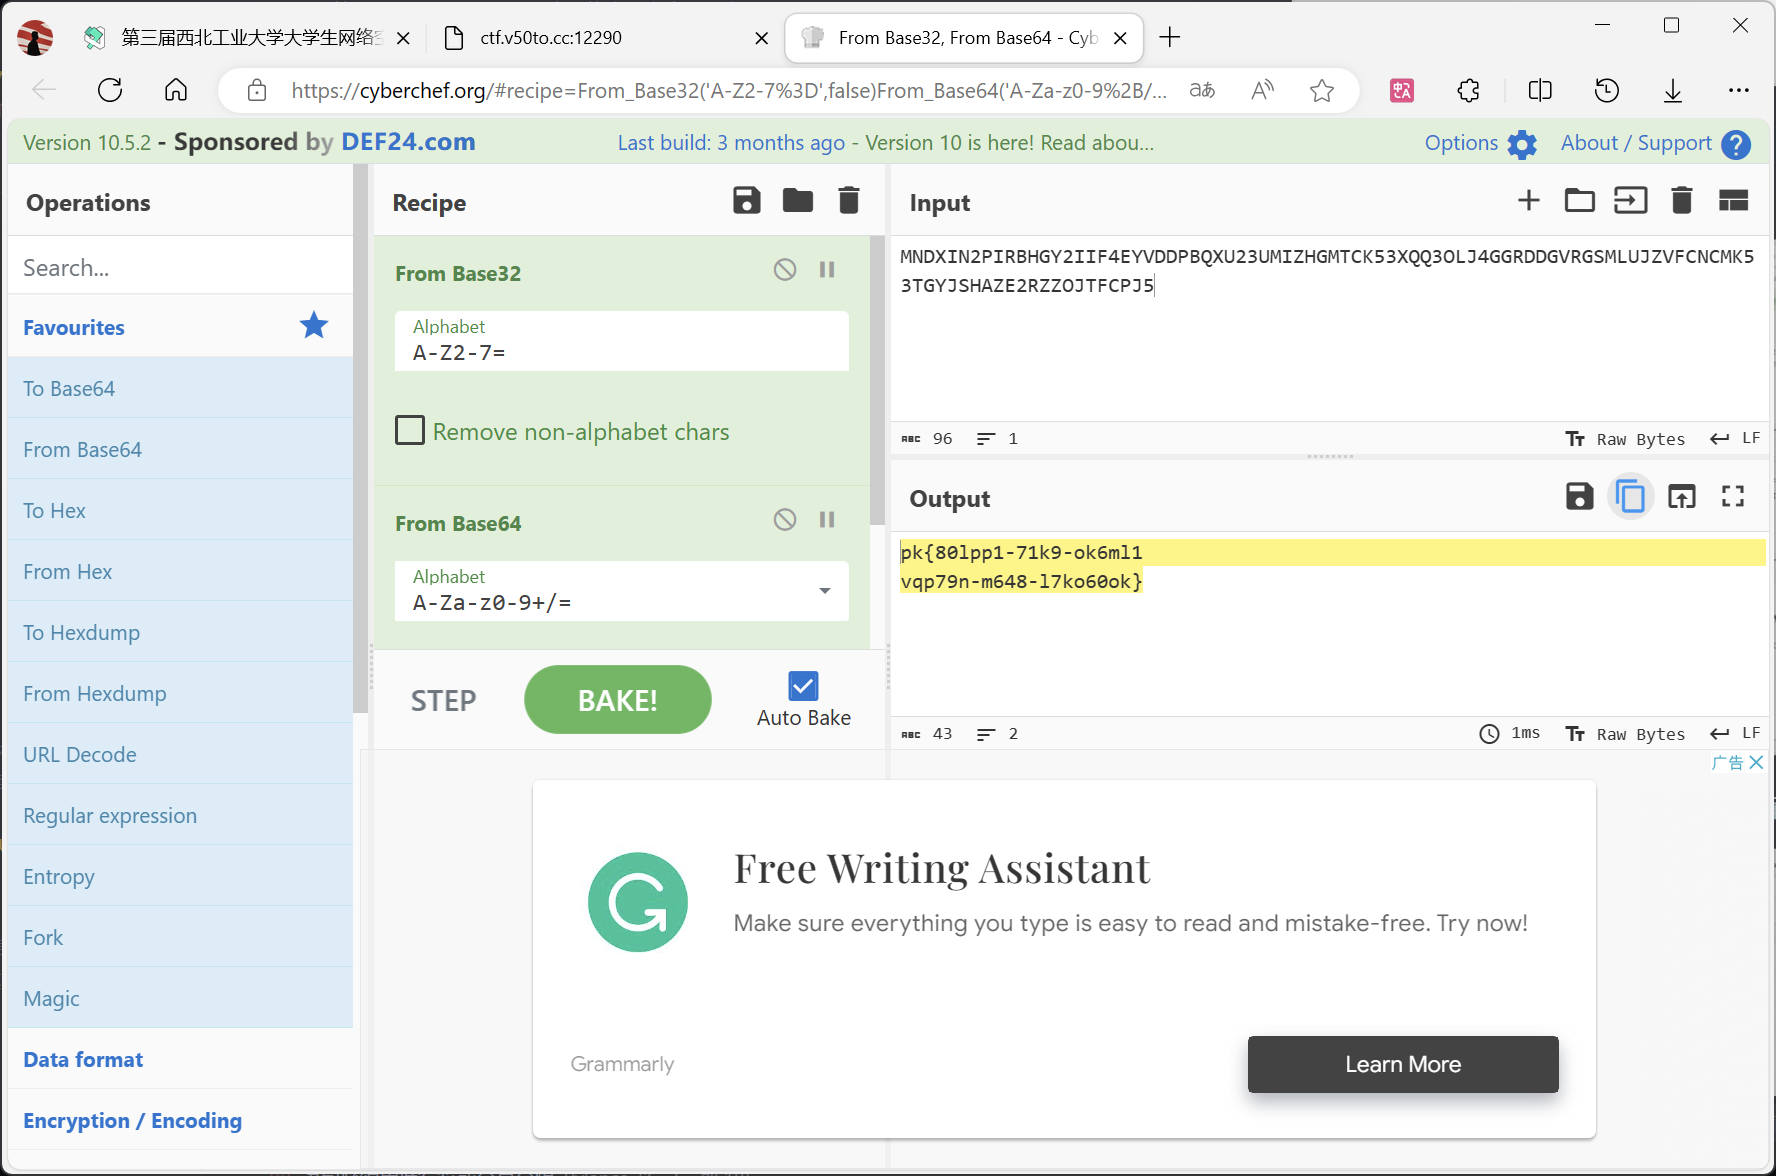 第三届西北工业大学大学生网络空
ctf.v50to.cc:12290
From Base32, From Base64 - Cyb
https://cyberchef.org/#recipe=From_Base32('A-Z2-7%3D',false)From_Base64('A-Za-z0-9%2B/...
Version 10.5.2 - Sponsored by DEF24.com
Last build: 3 months ago - Version 10 is here! Read abou...
Options
About / Support
Operations
Search...
Favourites
To Base64
From Base64
To Hex
From Hex
To Hexdump
From Hexdump
URL Decode
Regular expression
Entropy
Fork
Magic
Data format
Encryption / Encoding
Recipe
From Base32
Alphabet
A-Z2-7=
Remove non-alphabet chars
From Base64
Alphabet
A-Za-z0-9+/=
STEP
BAKE!
Auto Bake
Input
MNDXIN2PIRBHGY2IIF4EYVDDPBQXU23UMIZHGMTCK53XQQ3OLJ4GGRDDGVRGSMLUJZVFCNCMK5
3TGYJSHAZE2RZZOJTFCPJ5
ABC 96
1
Raw Bytes
LF
Output
pk{80lpp1-71k9-ok6ml1
vqp79n-m648-l7ko60ok}
ABC 43
2
1ms
Raw Bytes
LF
广告
Free Writing Assistant
Make sure everything you type is easy to read and mistake-free. Try now!
Grammarly
Learn More